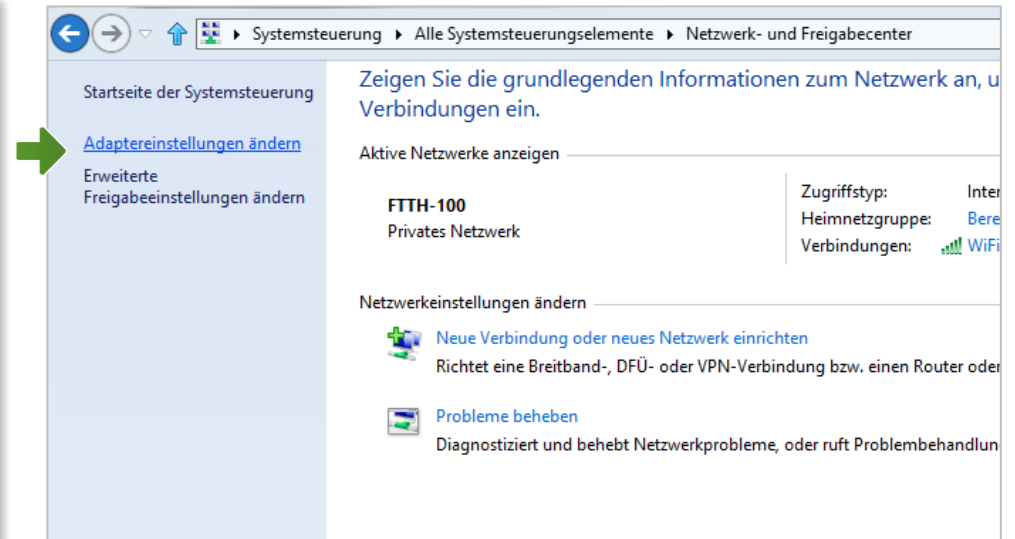 Systemsteuerung ▸ Alle Systemsteuerungselemente ▸ Netzwerk- und Freigabecenter
Startseite der Systemsteuerung
Adaptereinstellungen ändern
Erweiterte
Freigabeeinstellungen ändern
Zeigen Sie die grundlegenden Informationen zum Netzwerk an, u
Verbindungen ein.
Aktive Netzwerke anzeigen
FTTH-100
Privates Netzwerk
Zugriffstyp: Inter
Heimnetzgruppe: Bere
Verbindungen: WiFi
Netzwerkeinstellungen ändern
Neue Verbindung oder neues Netzwerk einrichten
Richtet eine Breitband-, DFÜ- oder VPN-Verbindung bzw. einen Router oder
Probleme beheben
Diagnostiziert und behebt Netzwerkprobleme, oder ruft Problembehandlun